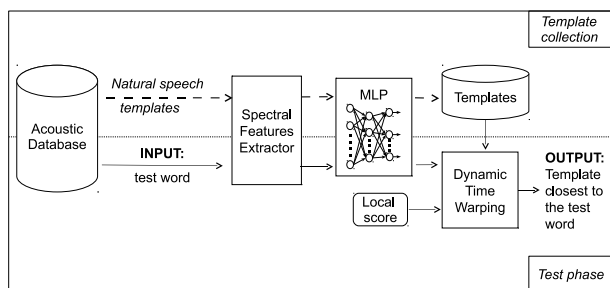 Template
collection
Natural speech
templates
MLP
Templates
Acoustic
Database
Spectral
Features
Extractor
INPUT:
test word
Dynamic
Time
Warping
OUTPUT:
Template
closest to
the test
word
Local
score
Test phase